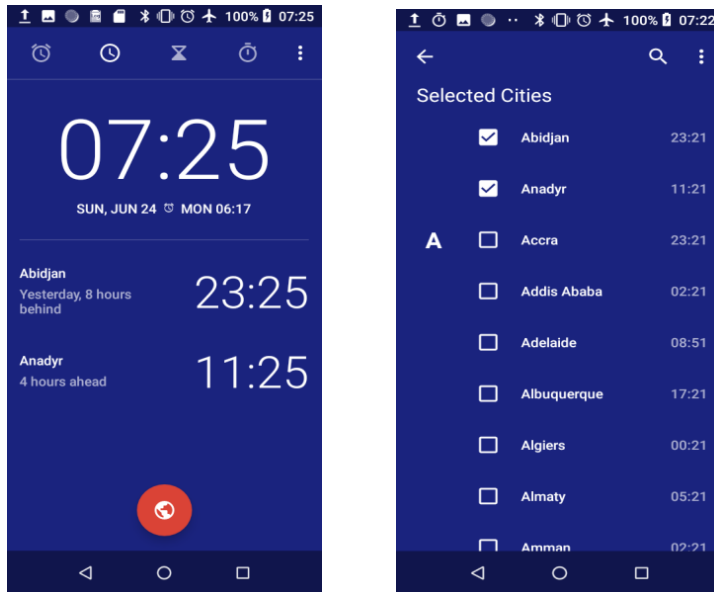 100% 07:25
07:25
SUN, JUN 24 MON 06:17
Abidjan
Yesterday, 8 hours
behind
23:25
Anadyr
4 hours ahead
11:25
100% 07:22
Selected Cities
Abidjan 23:21
Anadyr 11:21
A Accra 23:21
Addis Ababa 02:21
Adelaide 08:51
Albuquerque 17:21
Algiers 00:21
Almaty 05:21
Amman 02:21